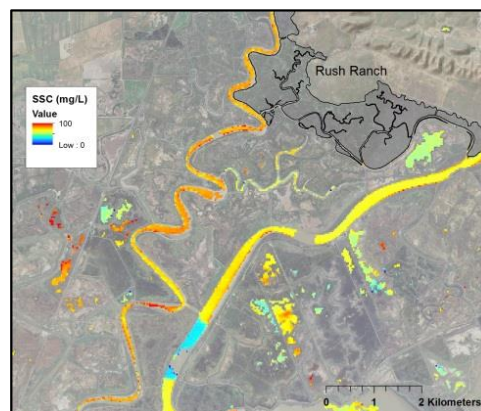 Rush Ranch
SSC (mg/L)
Value
100
Low : 0
0 1 2 Kilometers